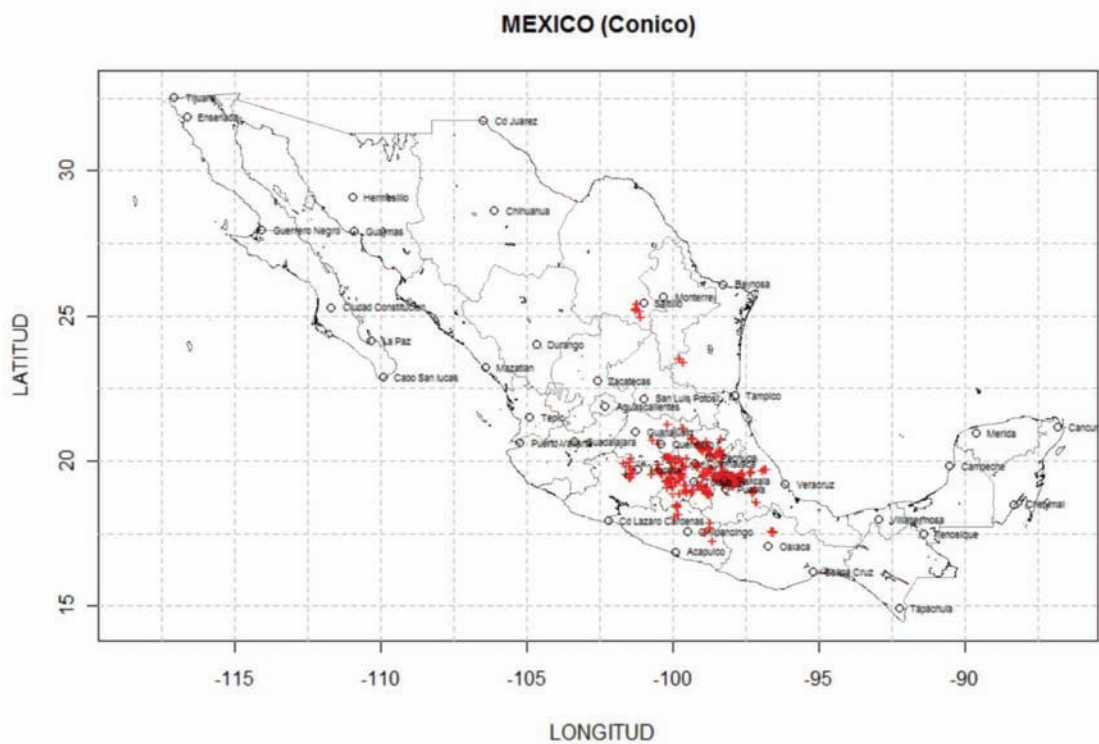 MEXICO (Conico)
LATITUD
30
25
20
15
Tijuana
Ensenada
Cd Juarez
Hermosillo
Chihuahua
Guerrero Negro
Guaymas
Reynosa
Monterrey
Saltillo
Ciudad Constitucion
La Paz
Durango
Mazatlan
Cabo San lucas
Zacatecas
San Luis Potosi
Tampico
Aguascalientes
Tepic
Guanajuato
Merida
Cancun
Puerto Vallarta
Guadalajara
Pachuca
Campeche
Puebla
Veracruz
Chetumal
Cd Lazaro Cardenas
Villahermosa
Chilpancingo
Tenosique
Oaxaca
Acapulco
Salina Cruz
Tapachula
-115
-110
-105
-100
-95
-90
LONGITUD